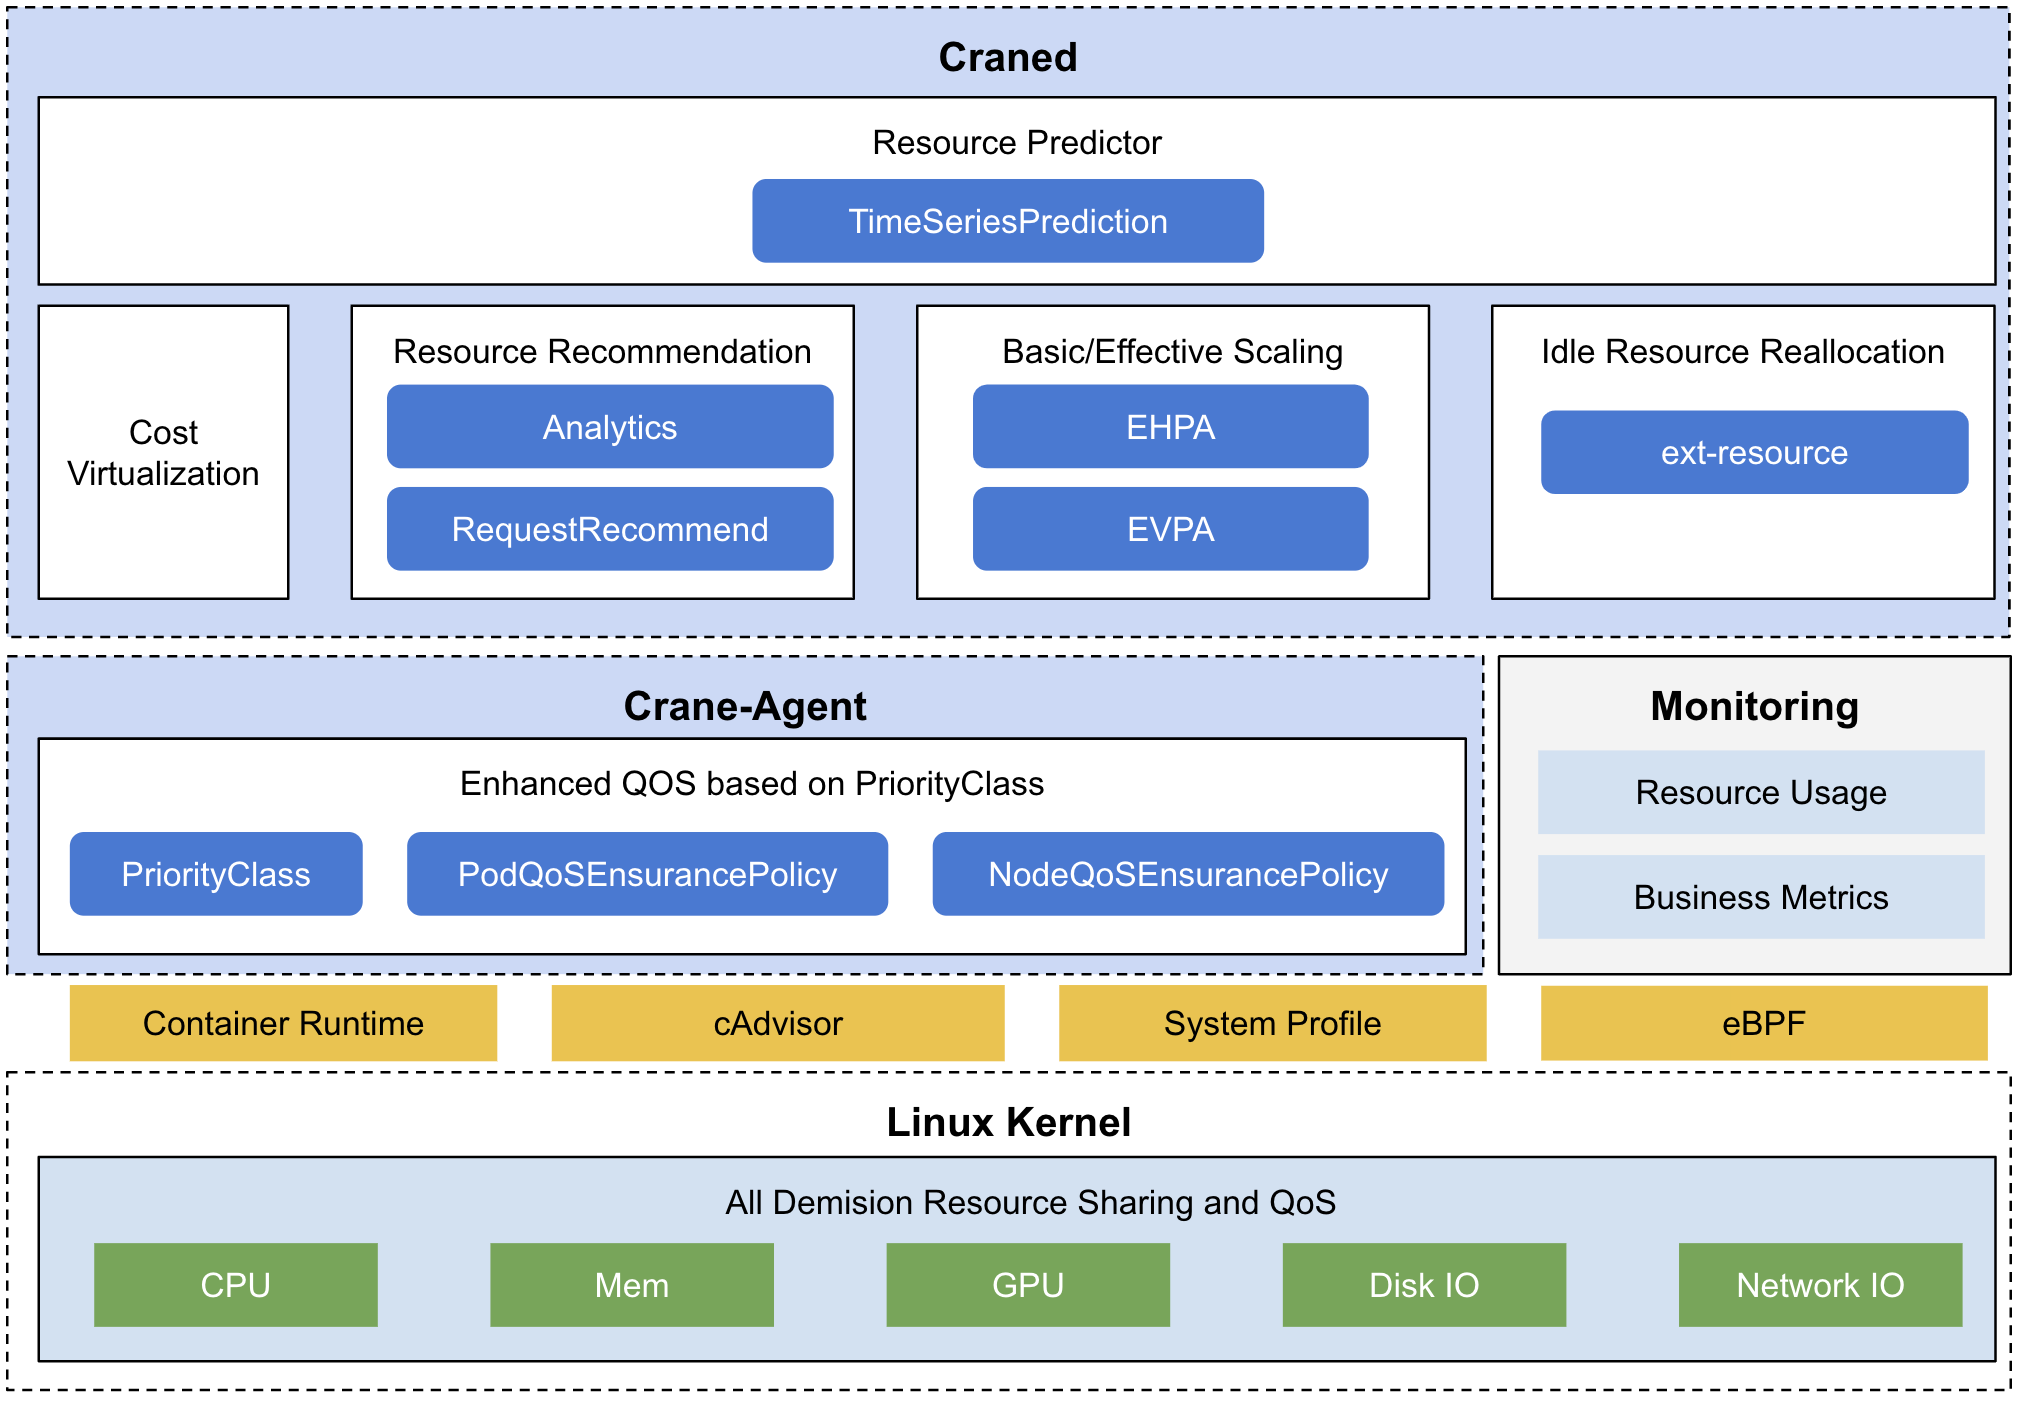 Craned
Resource Predictor
TimeSeriesPrediction
Cost
Virtualization
Resource Recommendation
Analytics
RequestRecommend
Basic/Effective Scaling
EHPA
EVPA
Idle Resource Reallocation
ext-resource
Crane-Agent
Enhanced QOS based on PriorityClass
PriorityClass
PodQoSEnsurancePolicy
NodeQoSEnsurancePolicy
Monitoring
Resource Usage
Business Metrics
Container Runtime
cAdvisor
System Profile
eBPF
Linux Kernel
All Demision Resource Sharing and QoS
CPU
Mem
GPU
Disk IO
Network IO